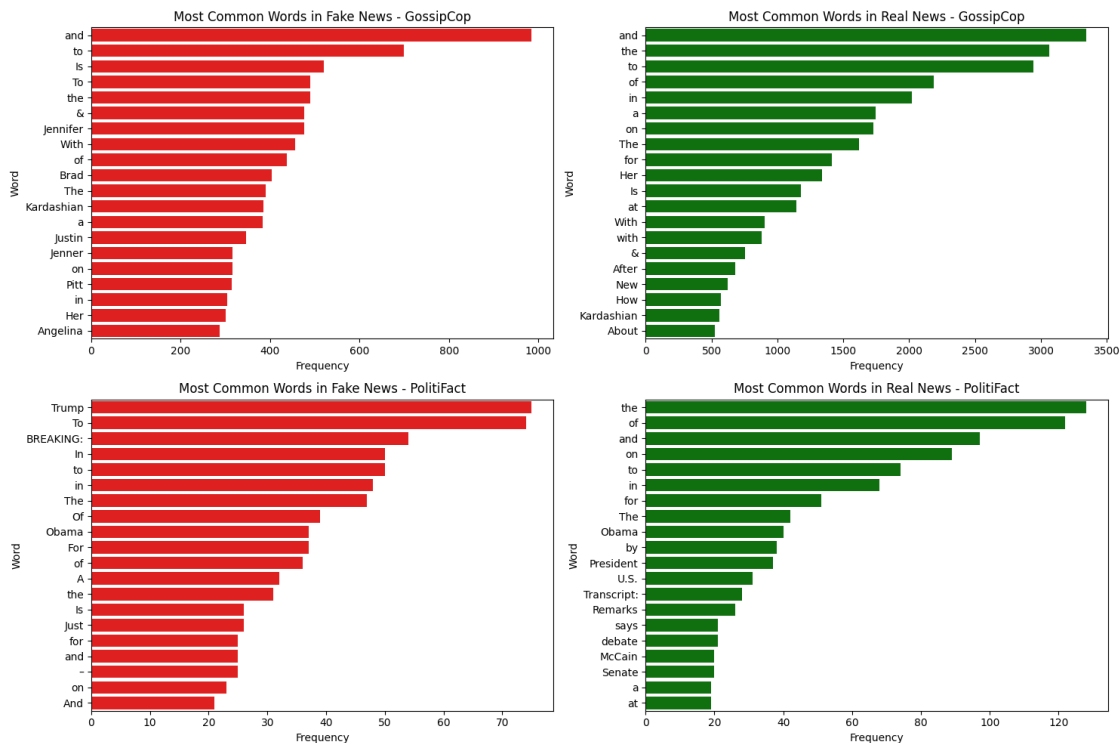 Most Common Words in Fake News - GossipCop
Word
and
to
Is
To
the
&
Jennifer
With
of
Brad
The
Kardashian
a
Justin
Jenner
on
Pitt
in
Her
Angelina
0 200 400 600 800 1000
Frequency
Most Common Words in Real News - GossipCop
Word
and
the
to
of
in
a
on
The
for
Her
Is
at
With
with
&
After
New
How
Kardashian
About
0 500 1000 1500 2000 2500 3000 3500
Frequency
Most Common Words in Fake News - PolitiFact
Word
Trump
To
BREAKING:
In
to
in
The
Of
Obama
For
of
A
the
Is
Just
for
and
–
on
And
0 10 20 30 40 50 60 70
Frequency
Most Common Words in Real News - PolitiFact
Word
the
of
and
on
to
in
for
The
Obama
by
President
U.S.
Transcript:
Remarks
says
debate
McCain
Senate
a
at
0 20 40 60 80 100 120
Frequency